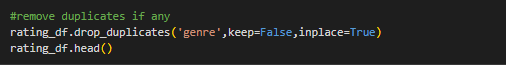 #remove duplicates if any
rating_df.drop_duplicates('genre',keep=False,inplace=True)
rating_df.head()